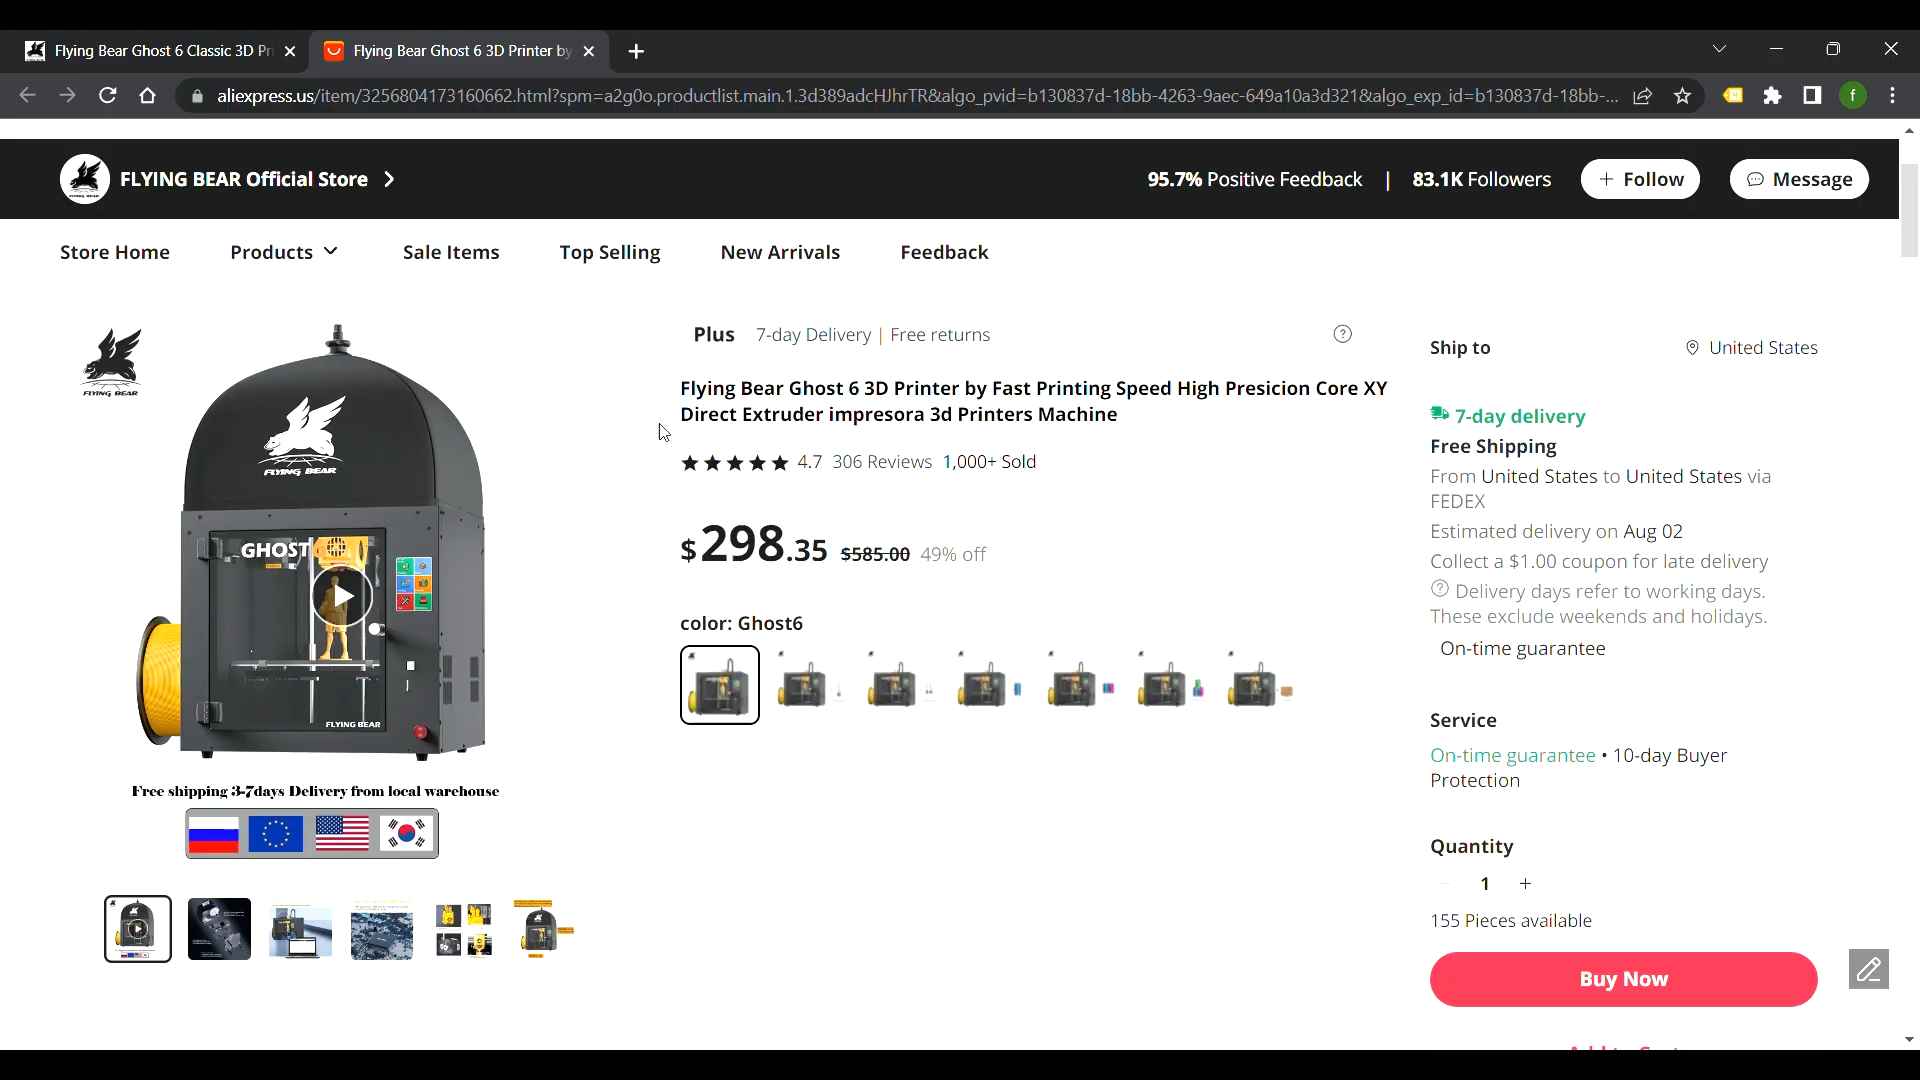 Flying Bear Ghost 6 Classic 3D Pri
Flying Bear Ghost 6 3D Printer by
aliexpress.us/item/3256804173160662.html?spm=a2g0o.productlist.main.1.3d389adcHJhrTR&algo_pvid=b130837d-18bb-4263-9aec-649a10a3d321&algo_exp_id=b130837d-18bb-...
f
FLYING BEAR Official Store
95.7% Positive Feedback | 83.1K Followers
+ Follow
Message
Store Home
Products
Sale Items
Top Selling
New Arrivals
Feedback
FLYING BEAR
FLYING BEAR
GHOST
FLYING BEAR
Free shipping 3-7days Delivery from local warehouse
Plus 7-day Delivery | Free returns
Flying Bear Ghost 6 3D Printer by Fast Printing Speed High Presicion Core XY
Direct Extruder impresora 3d Printers Machine
4.7 306 Reviews 1,000+ Sold
$298.35 $585.00 49% off
color: Ghost6
Ship to
United States
7-day delivery
Free Shipping
From United States to United States via
FEDEX
Estimated delivery on Aug 02
Collect a $1.00 coupon for late delivery
Delivery days refer to working days.
These exclude weekends and holidays.
On-time guarantee
Service
On-time guarantee • 10-day Buyer
Protection
Quantity
1 +
155 Pieces available
Buy Now